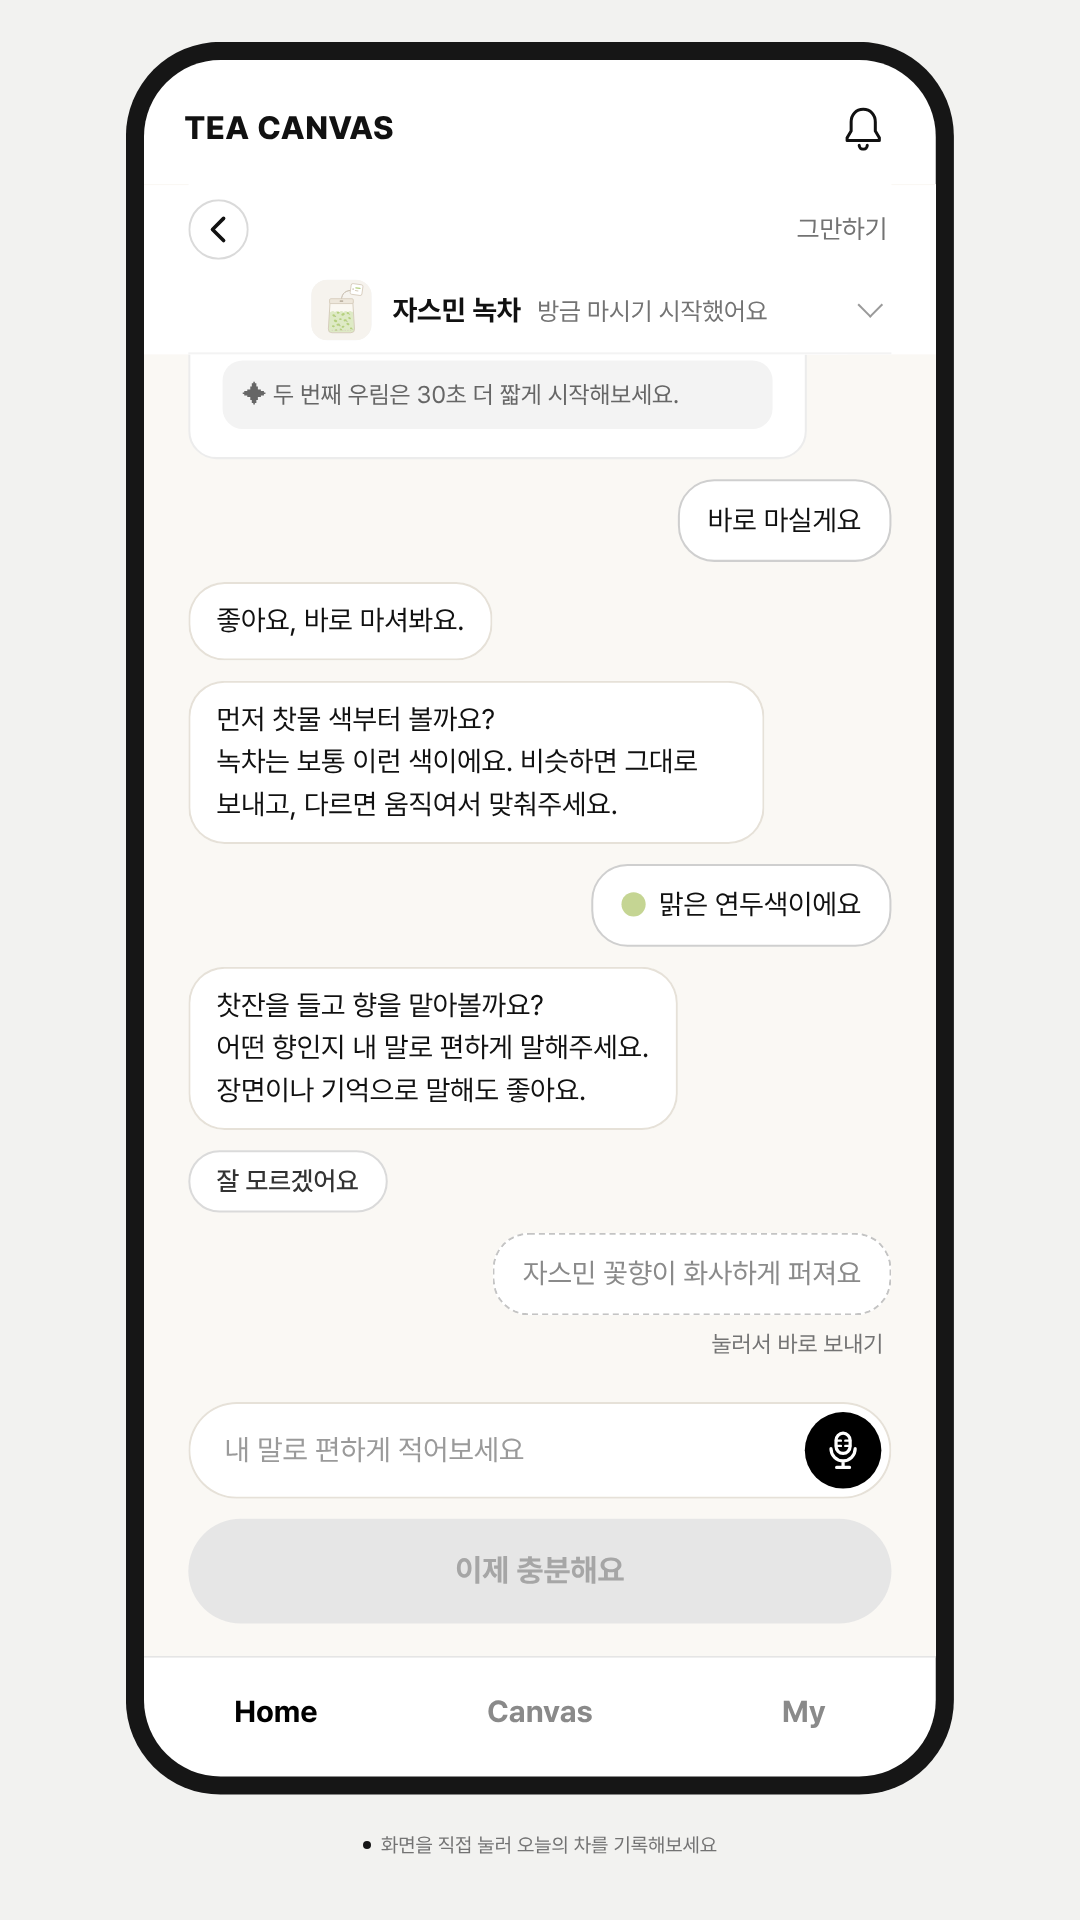 TEA CANVAS
그만하기
자스민 녹차 방금 마시기 시작했어요
두 번째 우림은 30초 더 짧게 시작해보세요.
바로 마실게요
좋아요, 바로 마셔봐요.
먼저 찻물 색부터 볼까요?
녹차는 보통 이런 색이에요. 비슷하면 그대로
보내고, 다르면 움직여서 맞춰주세요.
맑은 연두색이에요
찻잔을 들고 향을 맡아볼까요?
어떤 향인지 내 말로 편하게 말해주세요.
장면이나 기억으로 말해도 좋아요.
잘 모르겠어요
자스민 꽃향이 화사하게 퍼져요
눌러서 바로 보내기
내 말로 편하게 적어보세요
이제 충분해요
Home Canvas My
화면을 직접 눌러 오늘의 차를 기록해보세요